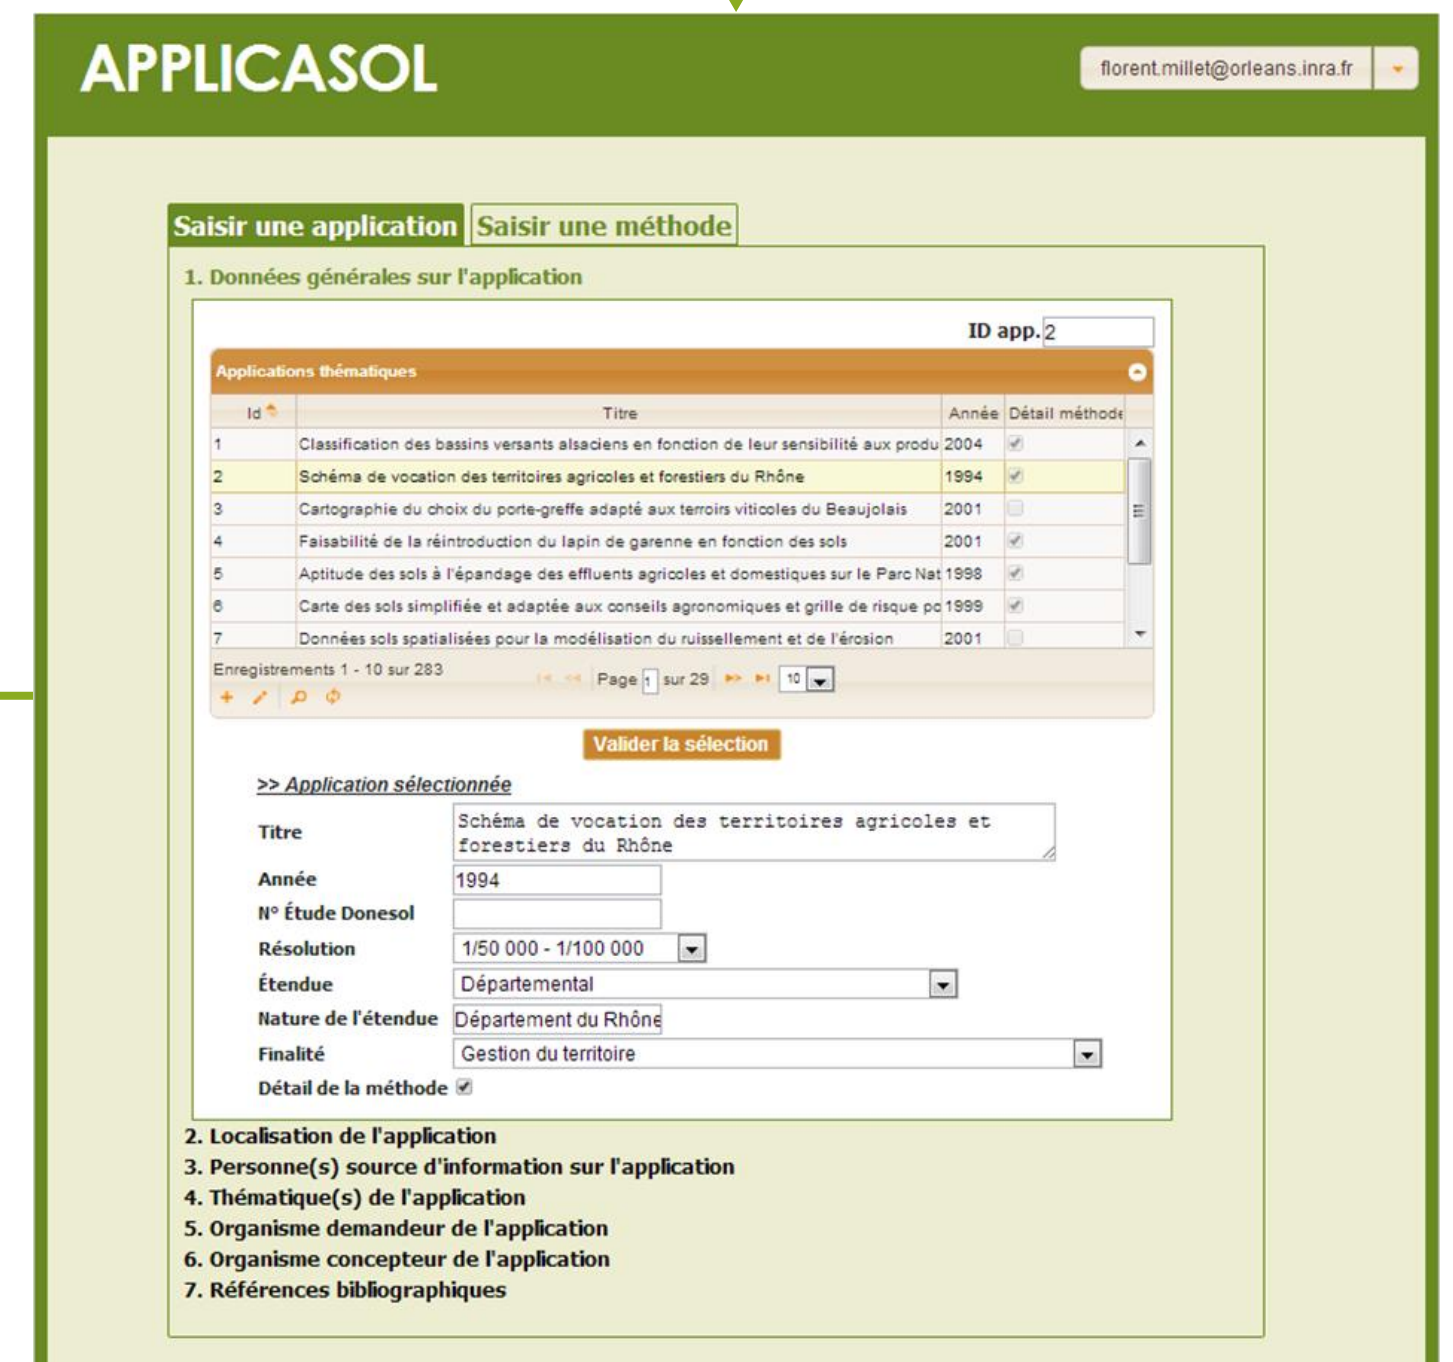 APPLICASOL
florent.millet@orleans.inra.fr
Saisir une application Saisir une méthode
1. Données générales sur l'application
ID app. 2
Applications thématiques
Id Titre Année Détail méthode
1 Classification des bassins versants alsaciens en fonction de leur sensibilité aux produ 2004
2 Schéma de vocation des territoires agricoles et forestiers du Rhône 1994
3 Cartographie du choix du porte-greffe adapté aux terroirs viticoles du Beaujolais 2001
4 Faisabilité de la réintroduction du lapin de garenne en fonction des sols 2001
5 Aptitude des sols à l'épandage des effluents agricoles et domestiques sur le Parc Nat 1998
6 Carte des sols simplifiée et adaptée aux conseils agronomiques et grille de risque po 1999
7 Données sols spatialisées pour la modélisation du ruissellement et de l'érosion 2001
Enregistrements 1 - 10 sur 283
Page 1 sur 29 10
Valider la sélection
>> Application sélectionnée
Titre Schéma de vocation des territoires agricoles et
forestiers du Rhône
Année 1994
N° Étude Donesol
Résolution 1/50 000 - 1/100 000
Étendue Départemental
Nature de l'étendue Département du Rhône
Finalité Gestion du territoire
Détail de la méthode
2. Localisation de l'application
3. Personne(s) source d'information sur l'application
4. Thématique(s) de l'application
5. Organisme demandeur de l'application
6. Organisme concepteur de l'application
7. Références bibliographiques